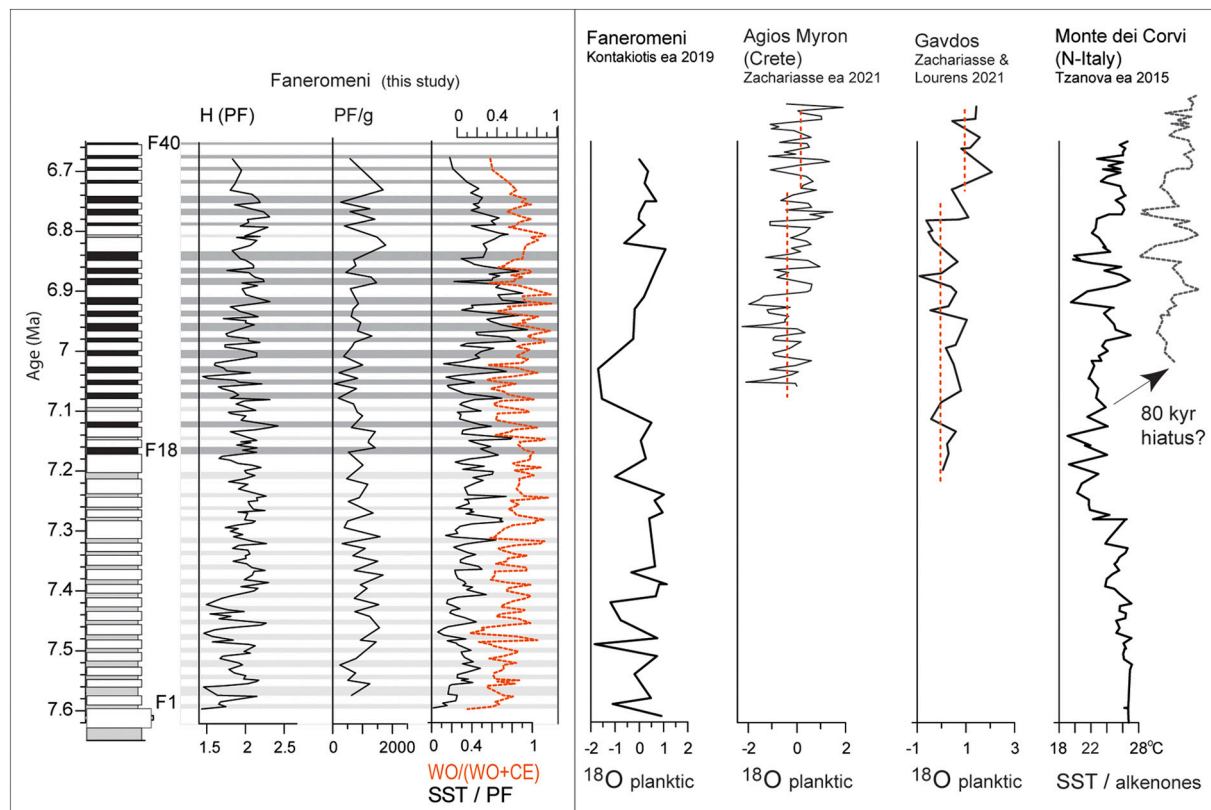 Faneromeni (this study)
H (PF)
PF/g
0 0.4 1
0 1
F40
F18
F1
Age (Ma)
6.7
6.8
6.9
7
7.1
7.2
7.3
7.4
7.5
7.6
1.5 2 2.5
0 2000
0 0.4 1
WO/(WO+CE)
SST / PF
Faneromeni
Kontakiotis ea 2019
-2 -1 0 1 2
18O planktic
Agios Myron
(Crete)
Zachariasse ea 2021
-2 0 2
18O planktic
Gavdos
Zachariasse &
Lourens 2021
-1 1 3
18O planktic
Monte dei Corvi
(N-Italy)
Tzanova ea 2015
80 kyr
hiatus?
18 22 28°C
SST / alkenones